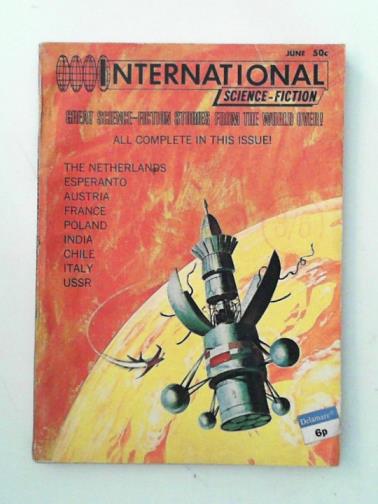 JUNE 50c
INTERNATIONAL
SCIENCE-FICTION
GREAT SCIENCE-FICTION STORIES FROM THE WORLD OVER!
ALL COMPLETE IN THIS ISSUE!
THE NETHERLANDS
ESPERANTO
AUSTRIA
FRANCE
POLAND
INDIA
CHILE
ITALY
USSR
Delamare
6p